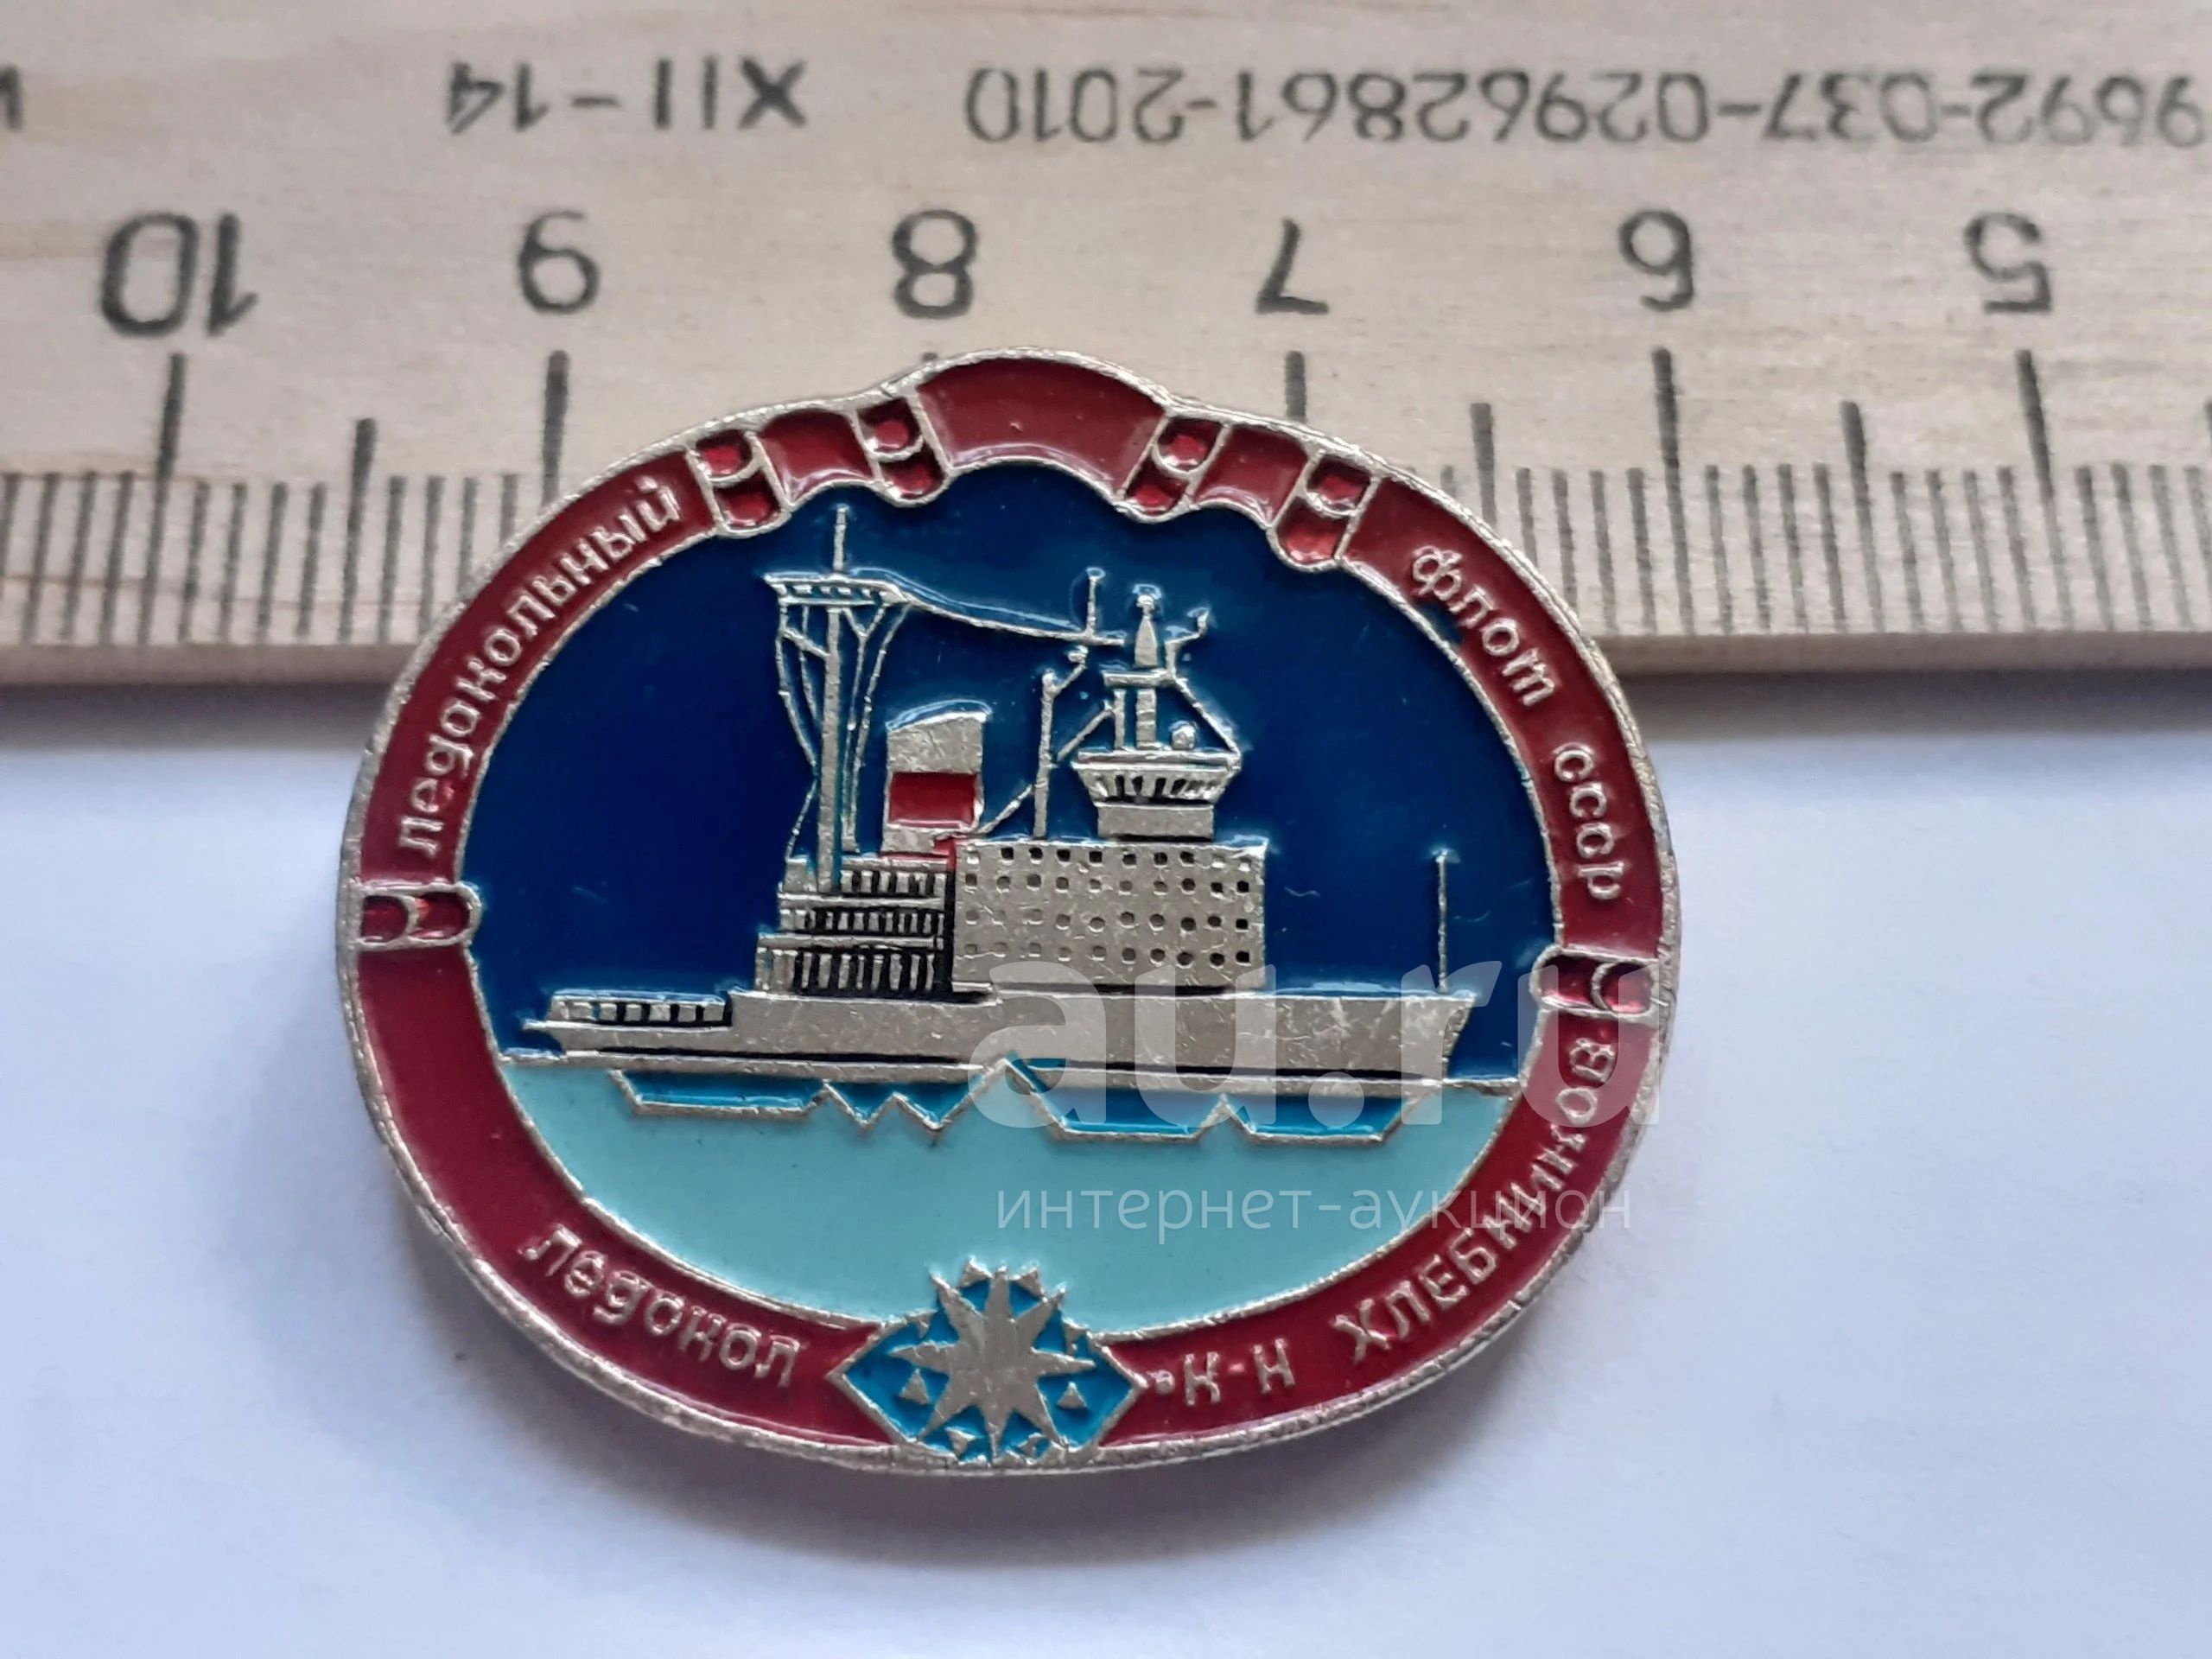 XII-14 2010-029628619-037-9692
10 9 8 7 6 5
ледокольный флот ссср
ледокол К-Н ХЛЕБНИКОВ
au.ru
интернет-аукцион